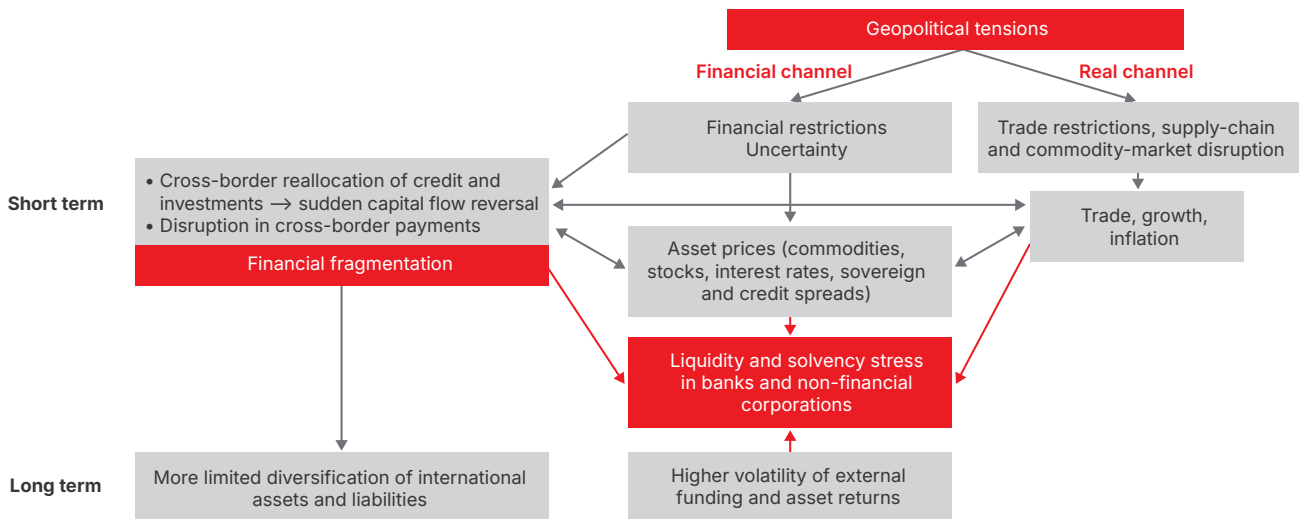 Geopolitical tensions
Financial channel
Real channel
Financial restrictions
Uncertainty
Trade restrictions, supply-chain
and commodity-market disruption
Short term
• Cross-border reallocation of credit and
investments → sudden capital flow reversal
• Disruption in cross-border payments
Financial fragmentation
Trade, growth,
inflation
Asset prices (commodities,
stocks, interest rates, sovereign
and credit spreads)
Liquidity and solvency stress
in banks and non-financial
corporations
Long term
More limited diversification of international
assets and liabilities
Higher volatility of external
funding and asset returns